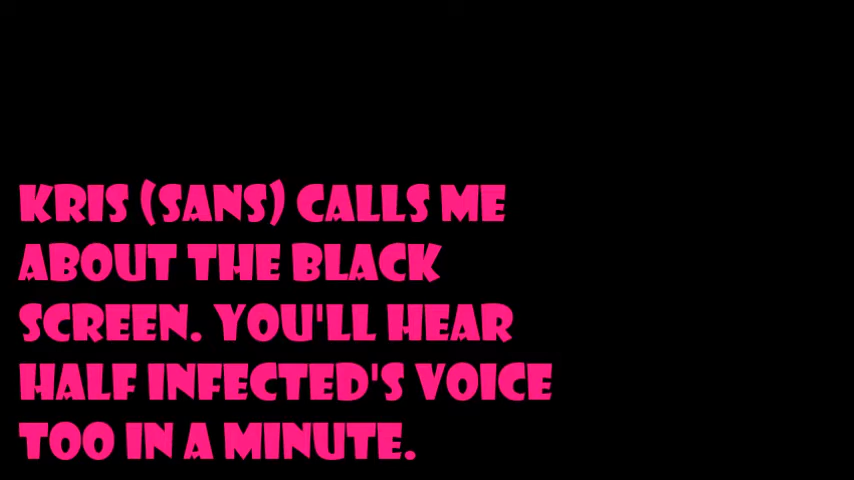 KRIS (SANS) CALLS ME
ABOUT THE BLACK
SCREEN. YOU'LL HEAR
HALF INFECTED'S VOICE
TOO IN A MINUTE.